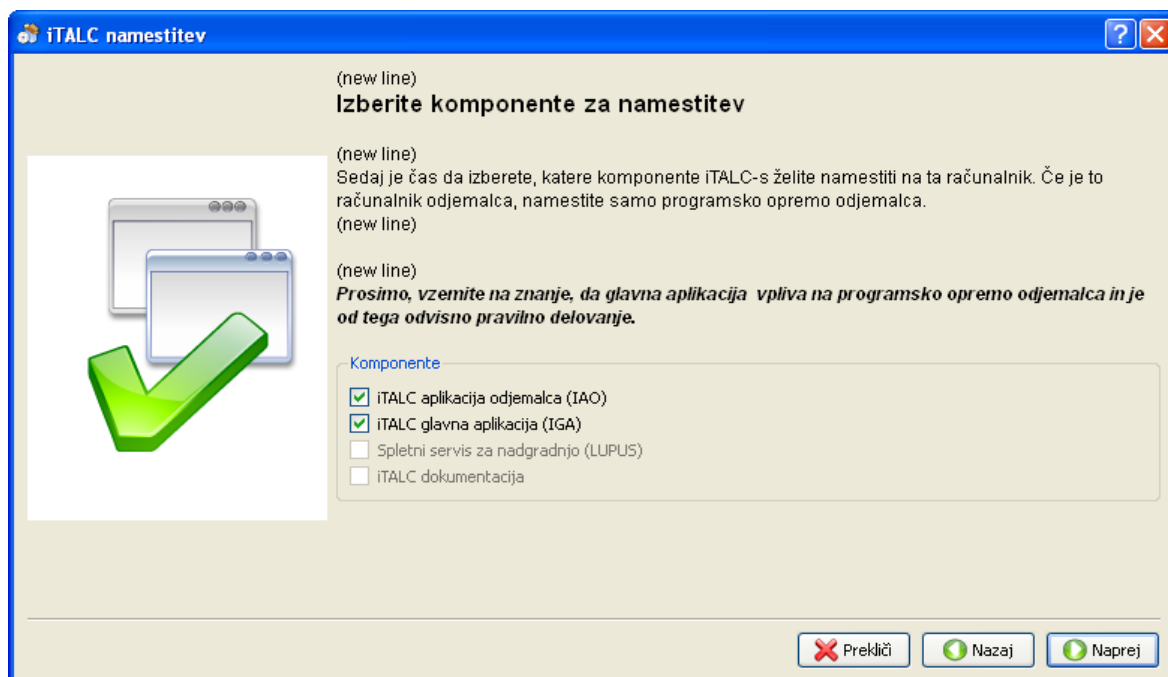 iTALC namestitev
(new line)
Izberite komponente za namestitev
(new line)
Sedaj je čas da izberete, katere komponente iTALC-s želite namestiti na ta računalnik. Če je to
računalnik odjemalca, namestite samo programsko opremo odjemalca.
(new line)
(new line)
Prosimo, vzemite na znanje, da glavna aplikacija  vpliva na programsko opremo odjemalca in je
od tega odvisno pravilno delovanje.
Komponente
iTALC aplikacija odjemalca (IAO)
iTALC glavna aplikacija (IGA)
Spletni servis za nadgradnjo (LUPUS)
iTALC dokumentacija
Prekliči
Nazaj
Naprej